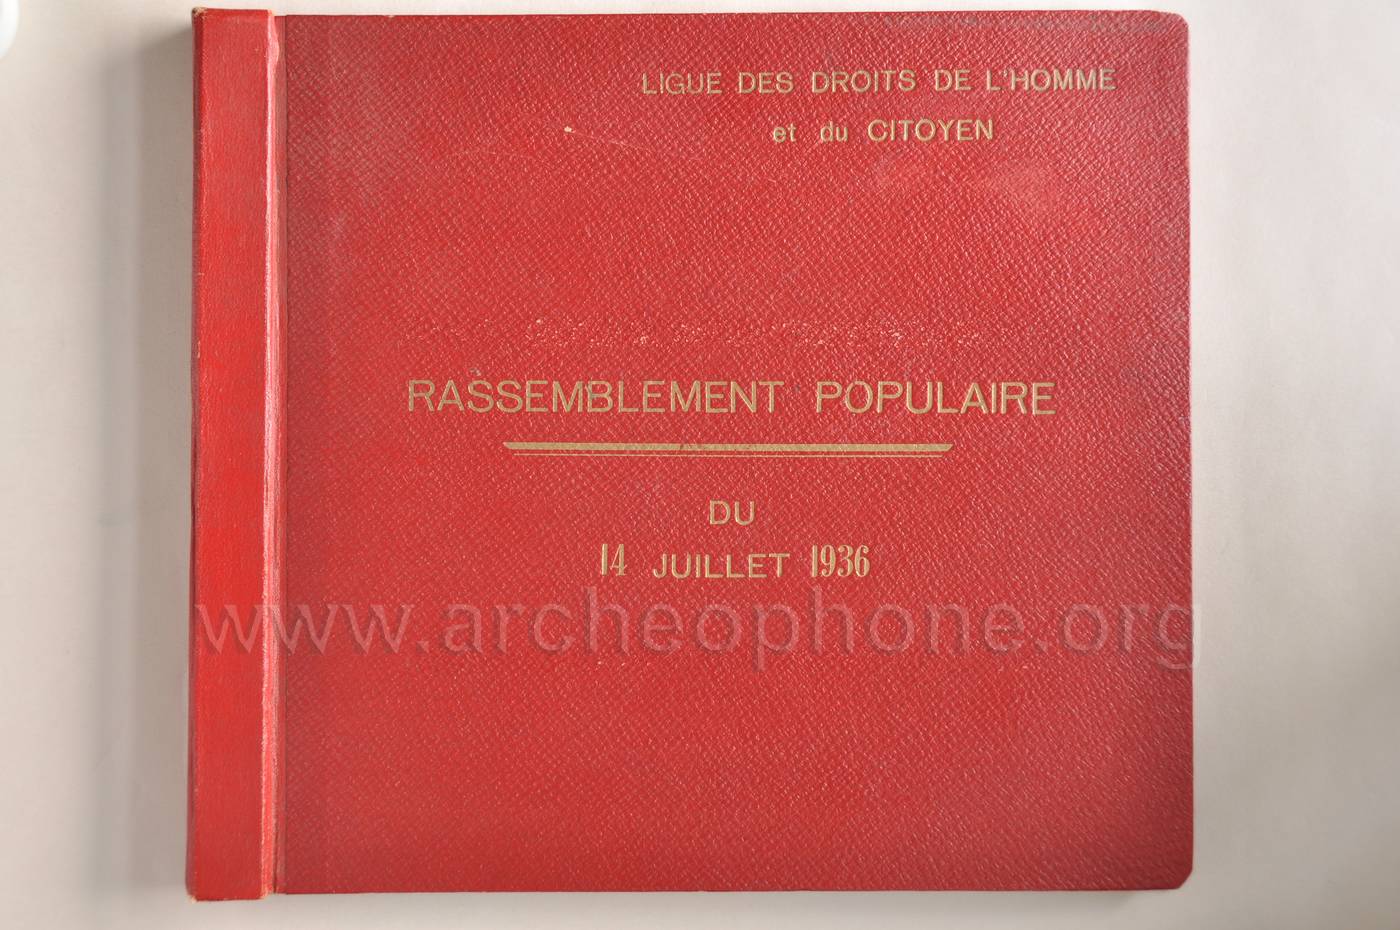 LIGUE DES DROITS DE L'HOMME
et du CITOYEN
RASSEMBLEMENT POPULAIRE
DU
14 JUILLET 1936
www.archeophone.org